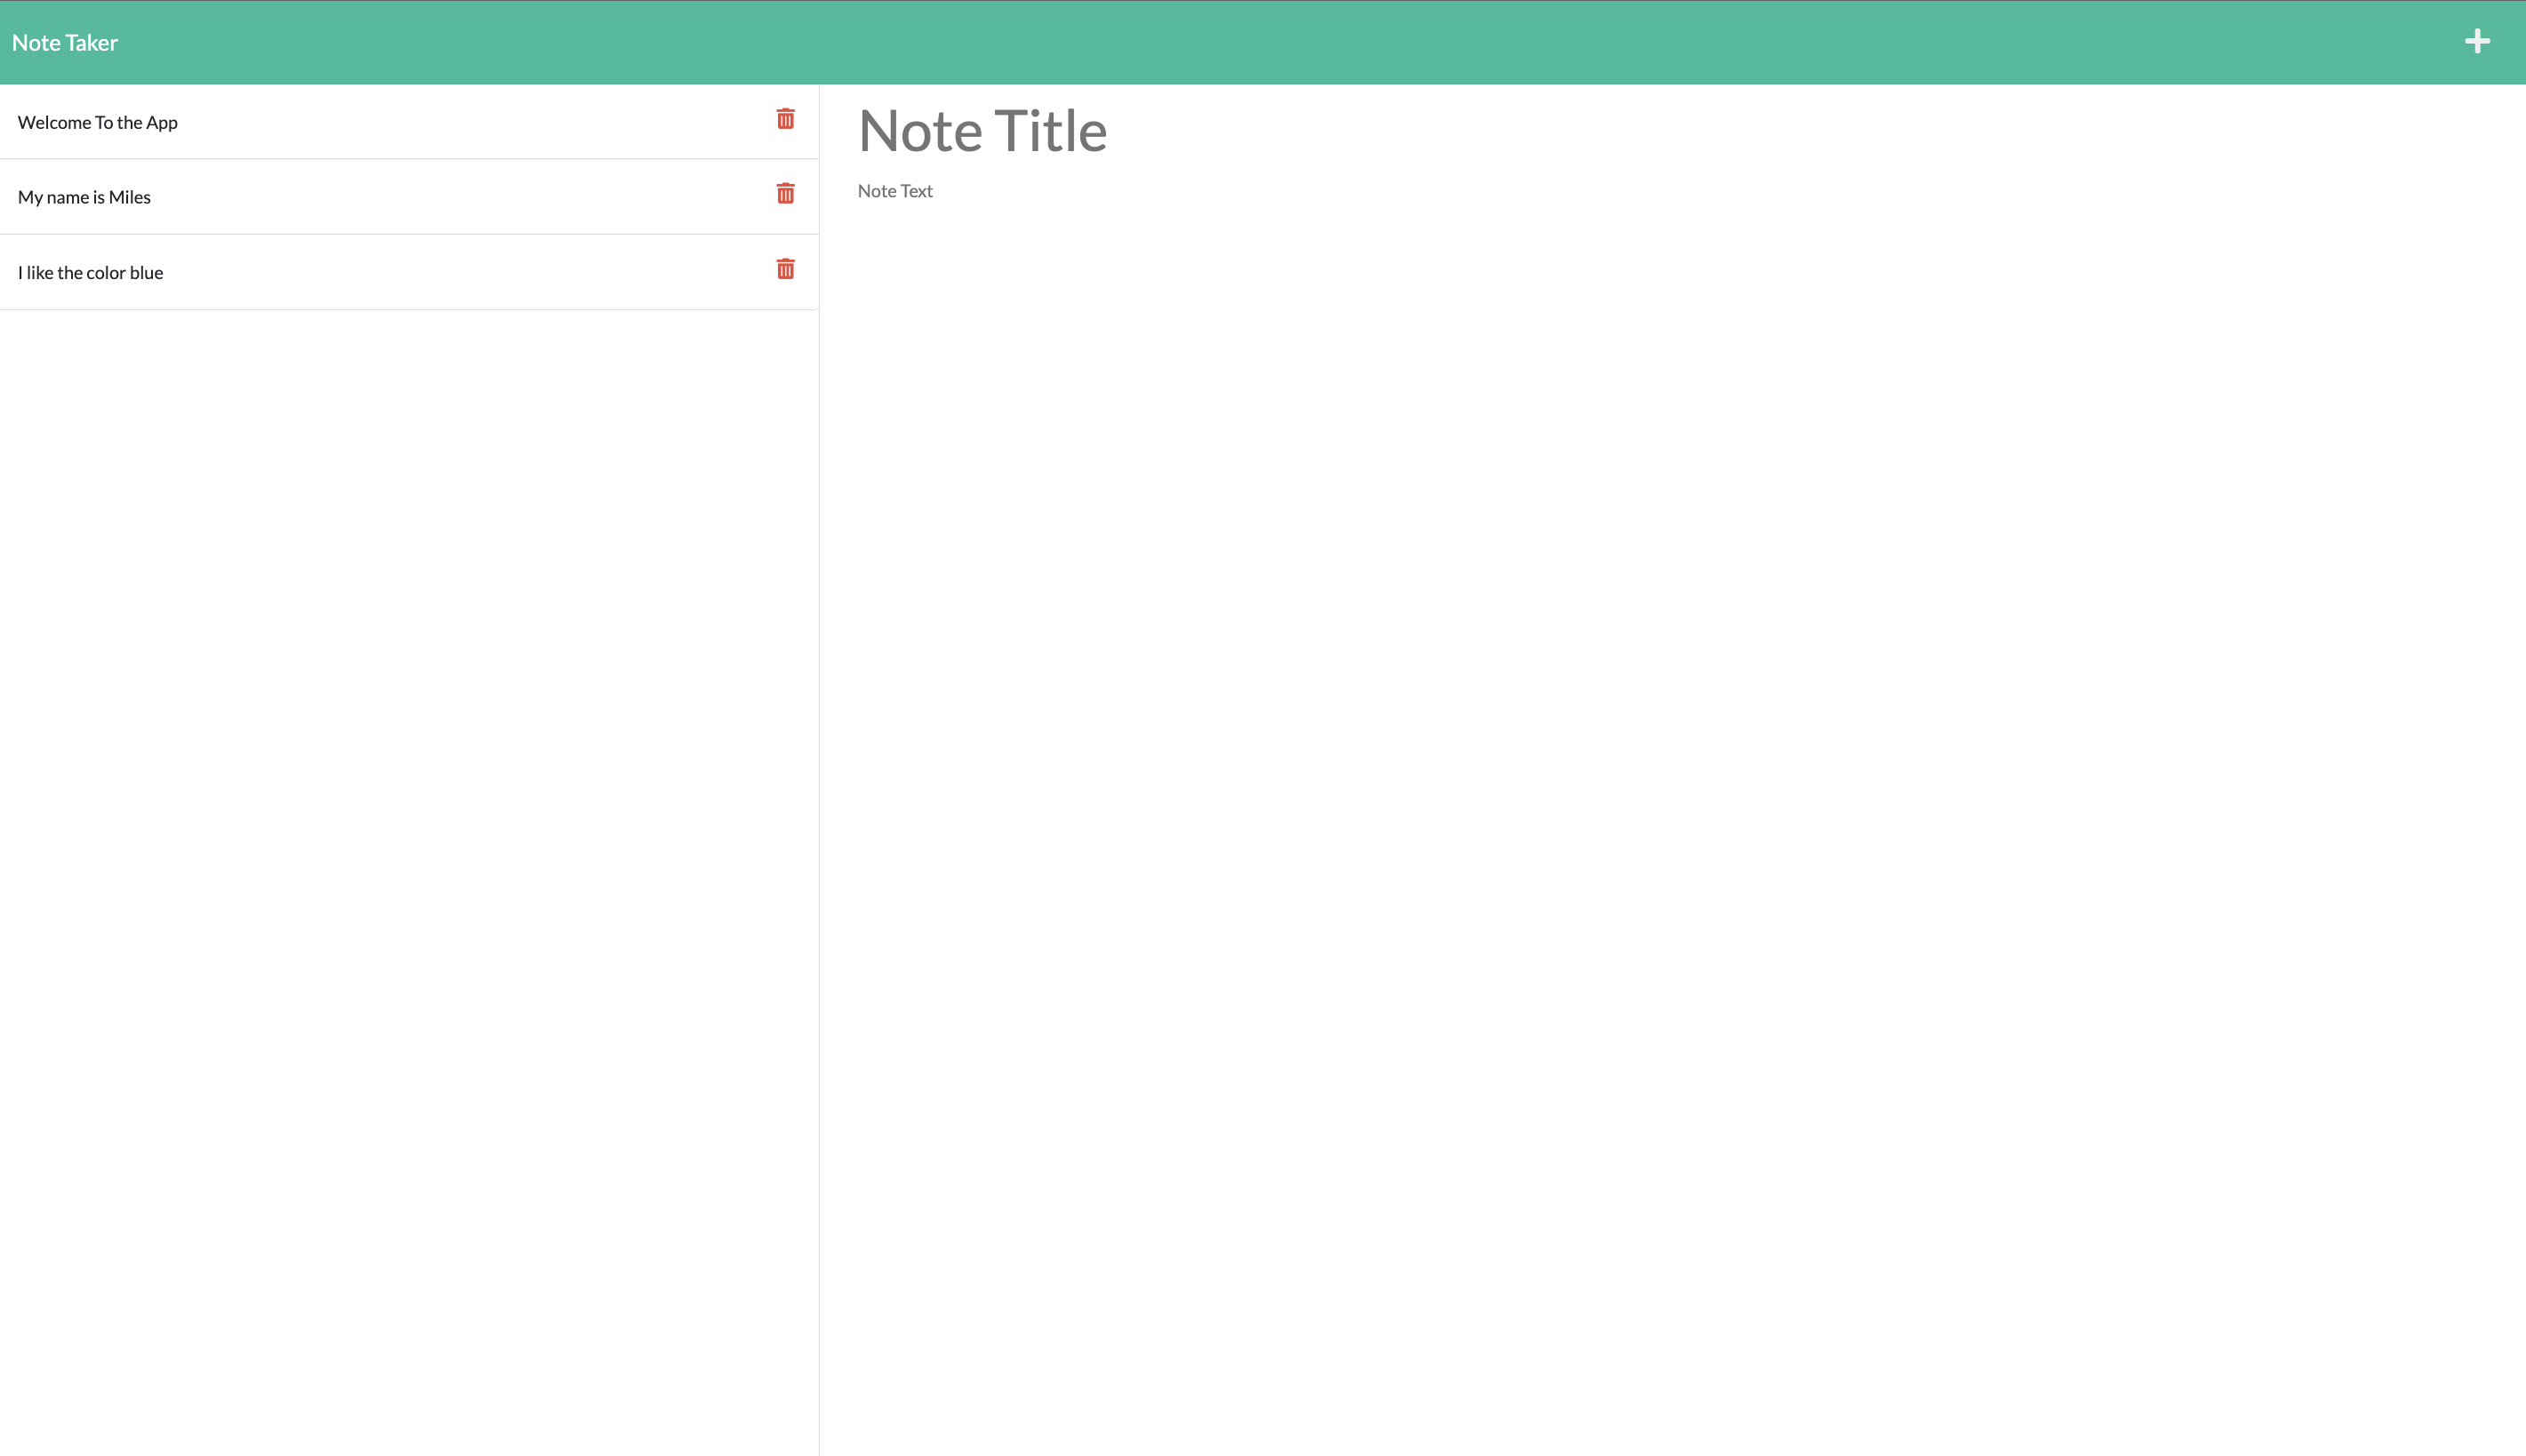 Note Taker
Welcome To the App
My name is Miles
I like the color blue
Note Title
Note Text